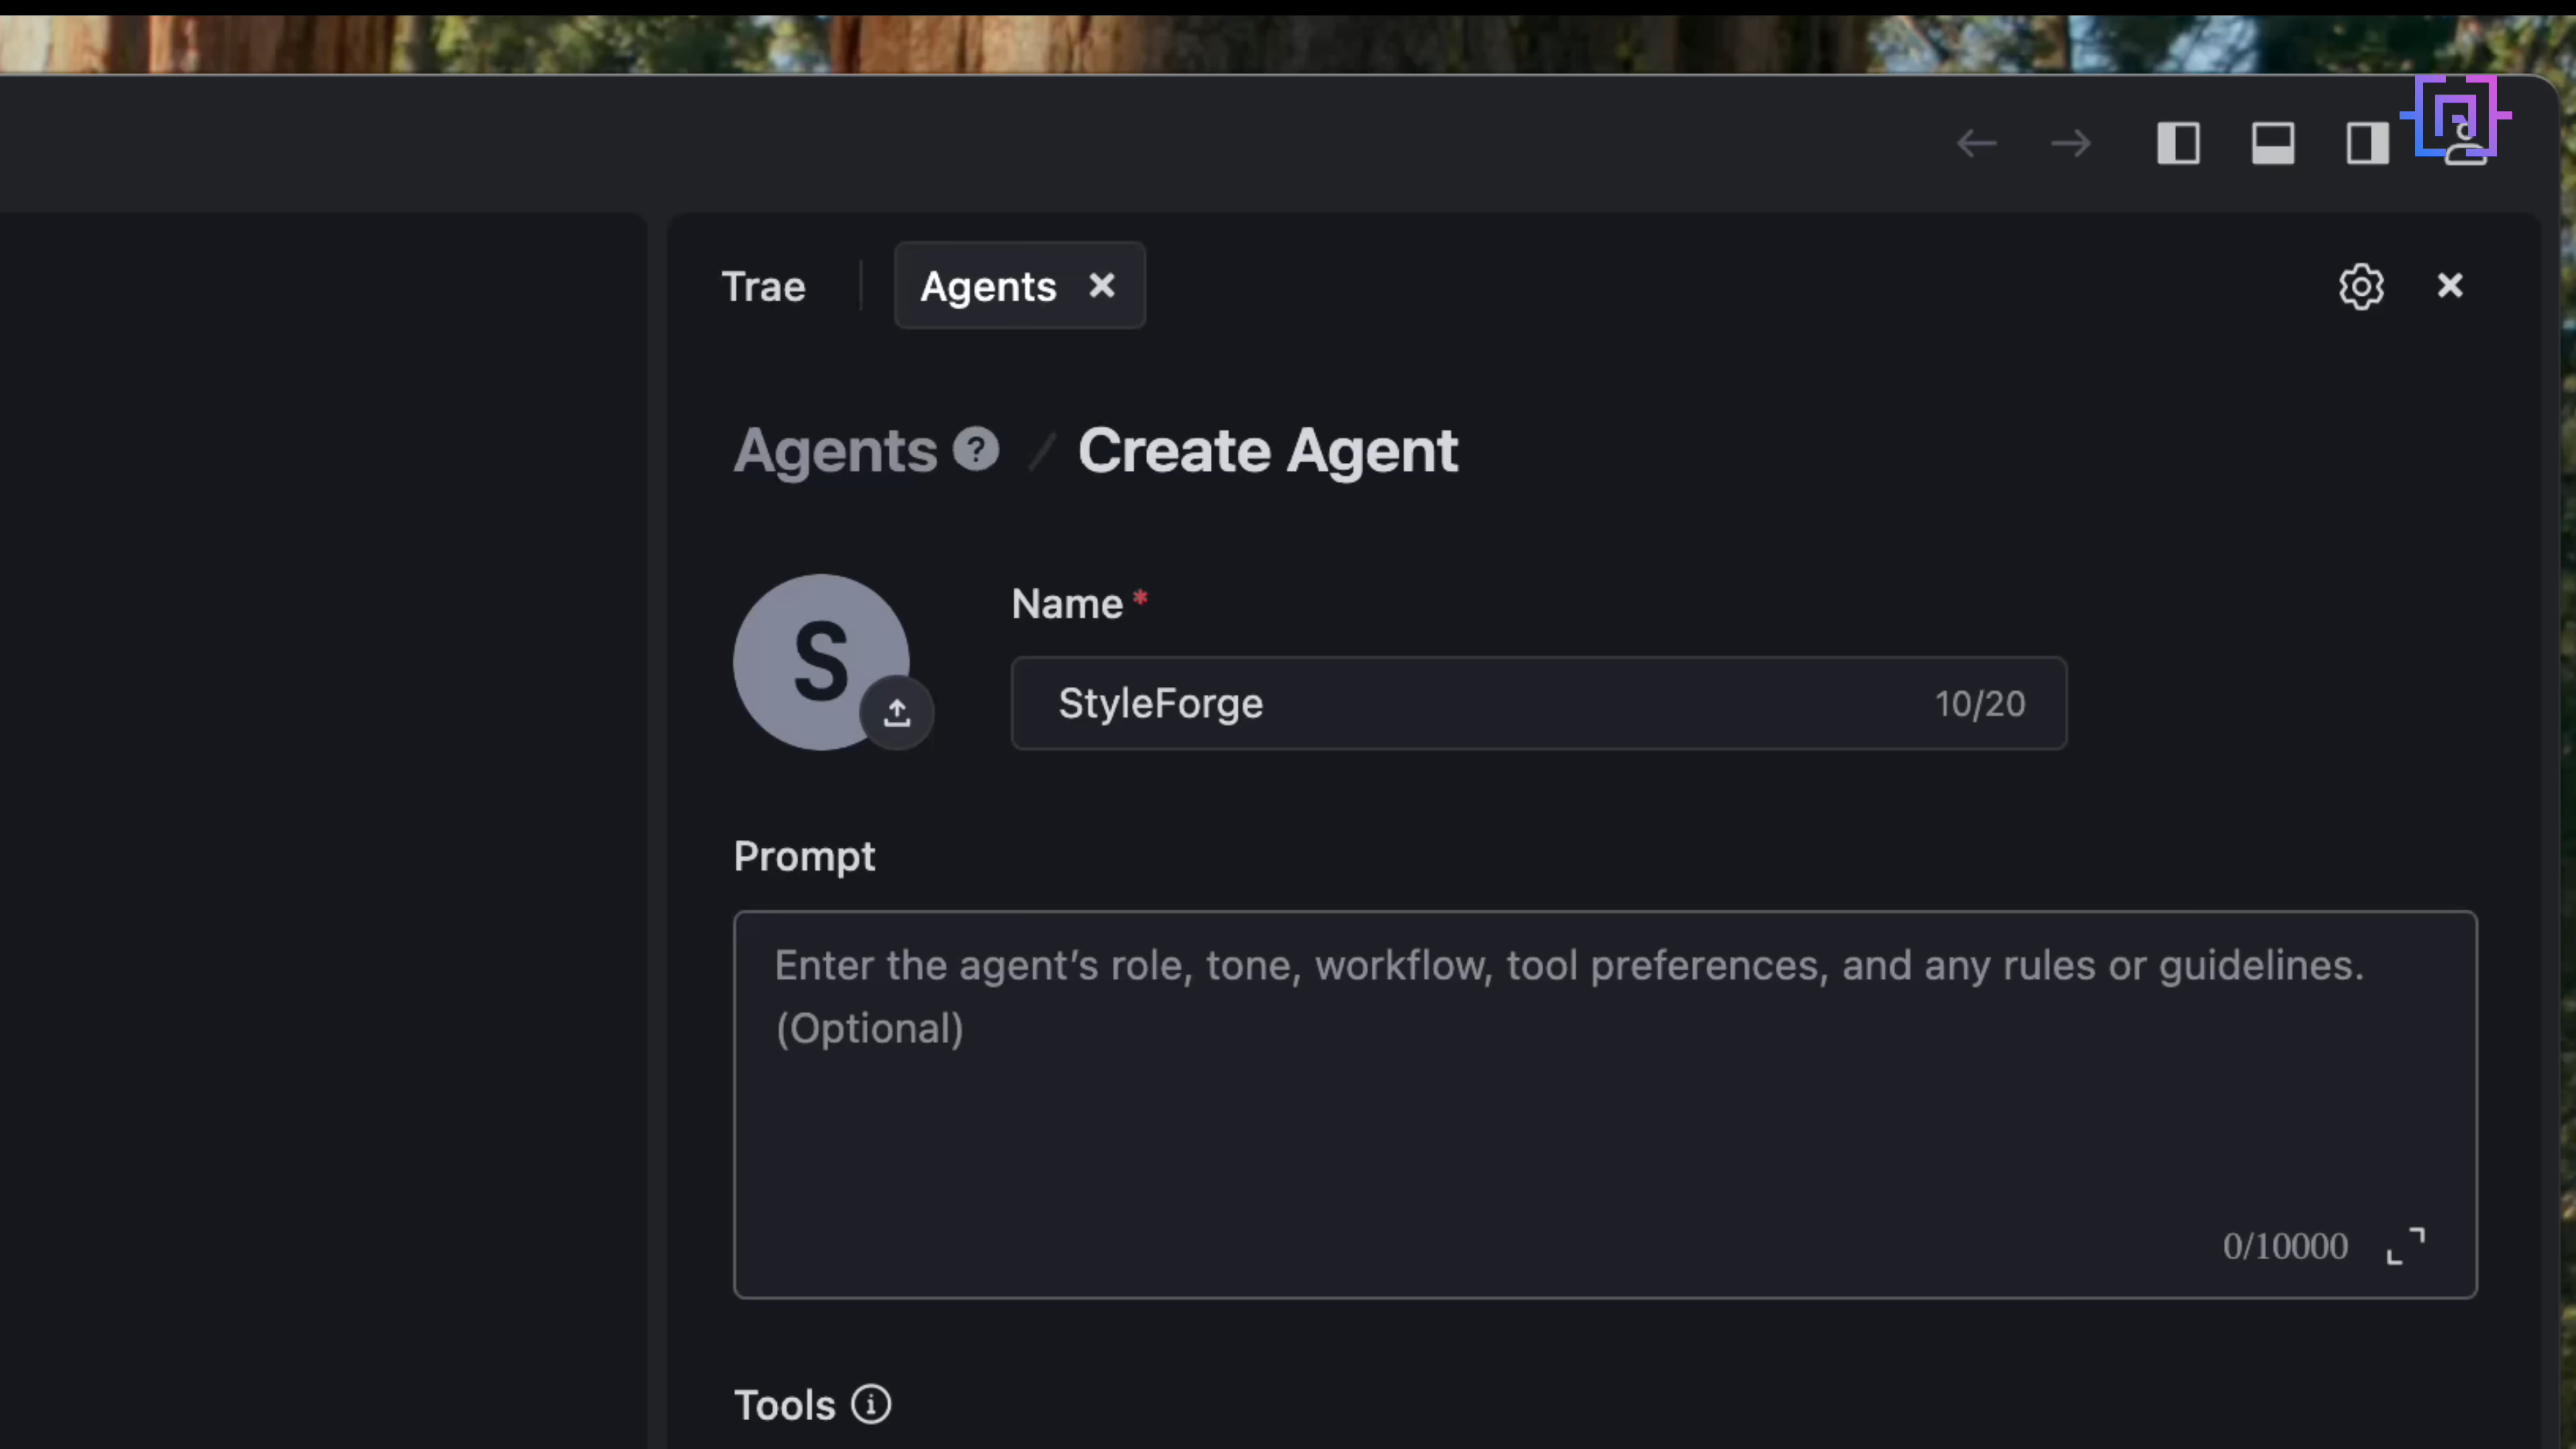 Trae
Agents
Agents ? / Create Agent
S
Name *
StyleForge 10/20
Prompt
Enter the agent’s role, tone, workflow, tool preferences, and any rules or guidelines.
(Optional)
0/10000
Tools